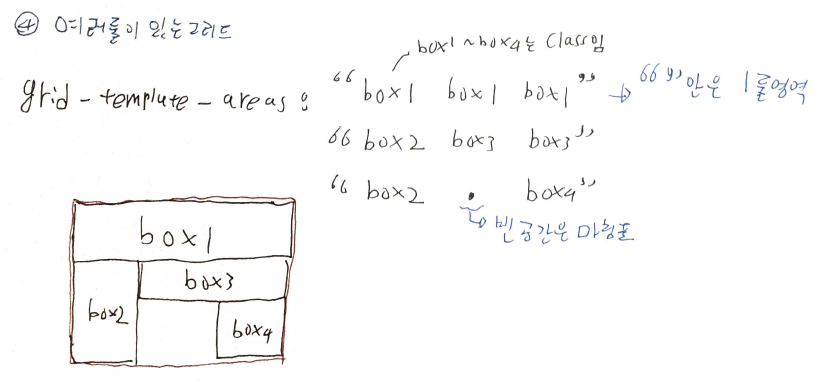 ④ 여러룰이 있는 그리드
box1 ~ box4는 Class임
grid - template - areas : “box1 box1 box1” → “ ”안은 1룰영역
“box2 box3 box3”
“box2 . box4”
↳ 빈공간은 마침표
box1
box3
box2
box4